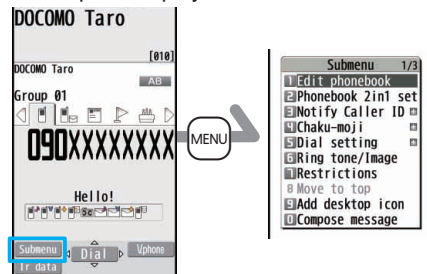 DOCOMO Taro
[010]
DOCOMO Taro
AB
Group 01
090XXXXXXXX
Hello!
Submenu
Dial
Vphone
Ir data
MENU
Submenu 1/3
1 Edit phonebook
2 Phonebook 2in1 set
3 Notify Caller ID
4 Chaku-moji
5 Dial setting
6 Ring tone/Image
7 Restrictions
8 Move to top
9 Add desktop icon
0 Compose message